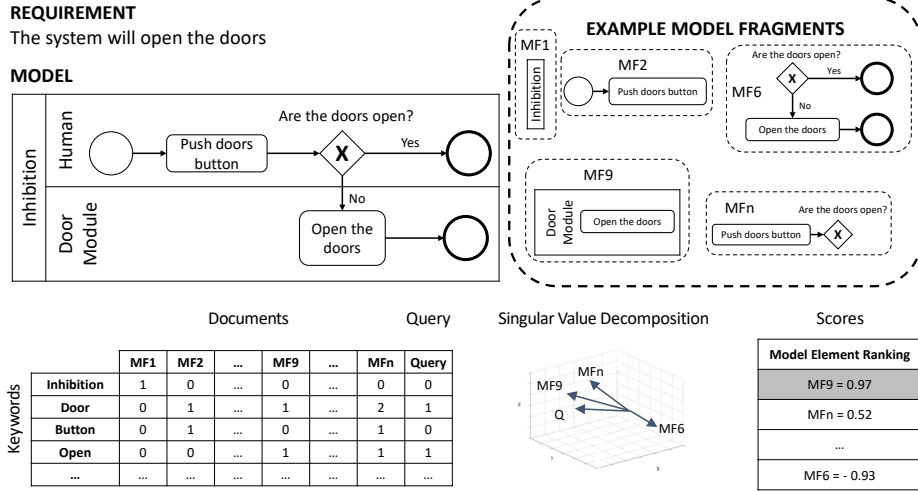 REQUIREMENT
The system will open the doors
MODEL
Inhibition
Human
Push doors
button
Are the doors open?
X
Yes
No
Door
Module
Open the
doors
EXAMPLE MODEL FRAGMENTS
MF1
Inhibition
MF2
Push doors button
MF6
Are the doors open?
X
Yes
No
Open the doors
MF9
Door
Module
Open the doors
MFn
Are the doors open?
Push doors button
X
Documents Query
Keywords
MF1 MF2 ... MF9 ... MFn Query
Inhibition 1 0 ... 0 ... 0 0
Door 0 1 ... 1 ... 2 1
Button 0 1 ... 0 ... 1 0
Open 0 0 ... 1 ... 1 1
... ... ... ... ... ... ... ...
Singular Value Decomposition
MFn
MF9
Q
MF6
Scores
Model Element Ranking
MF9 = 0.97
MFn = 0.52
...
MF6 = - 0.93